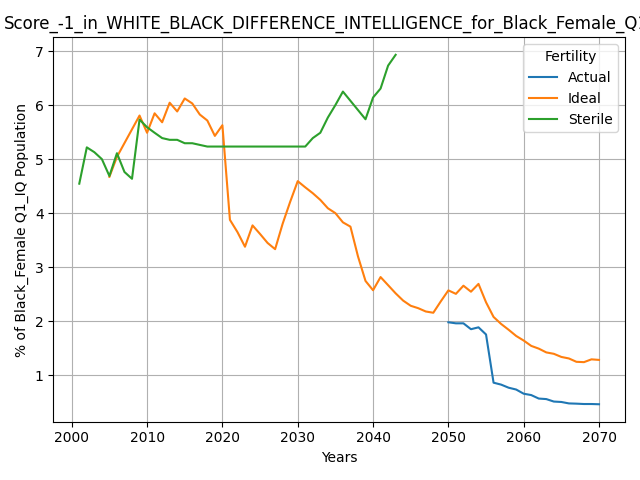 Score_-1_in_WHITE_BLACK_DIFFERENCE_INTELLIGENCE_for_Black_Female_Q1
Fertility
Actual
Ideal
Sterile
% of Black_Female Q1_IQ Population
7
6
5
4
3
2
1
2000 2010 2020 2030 2040 2050 2060 2070
Years